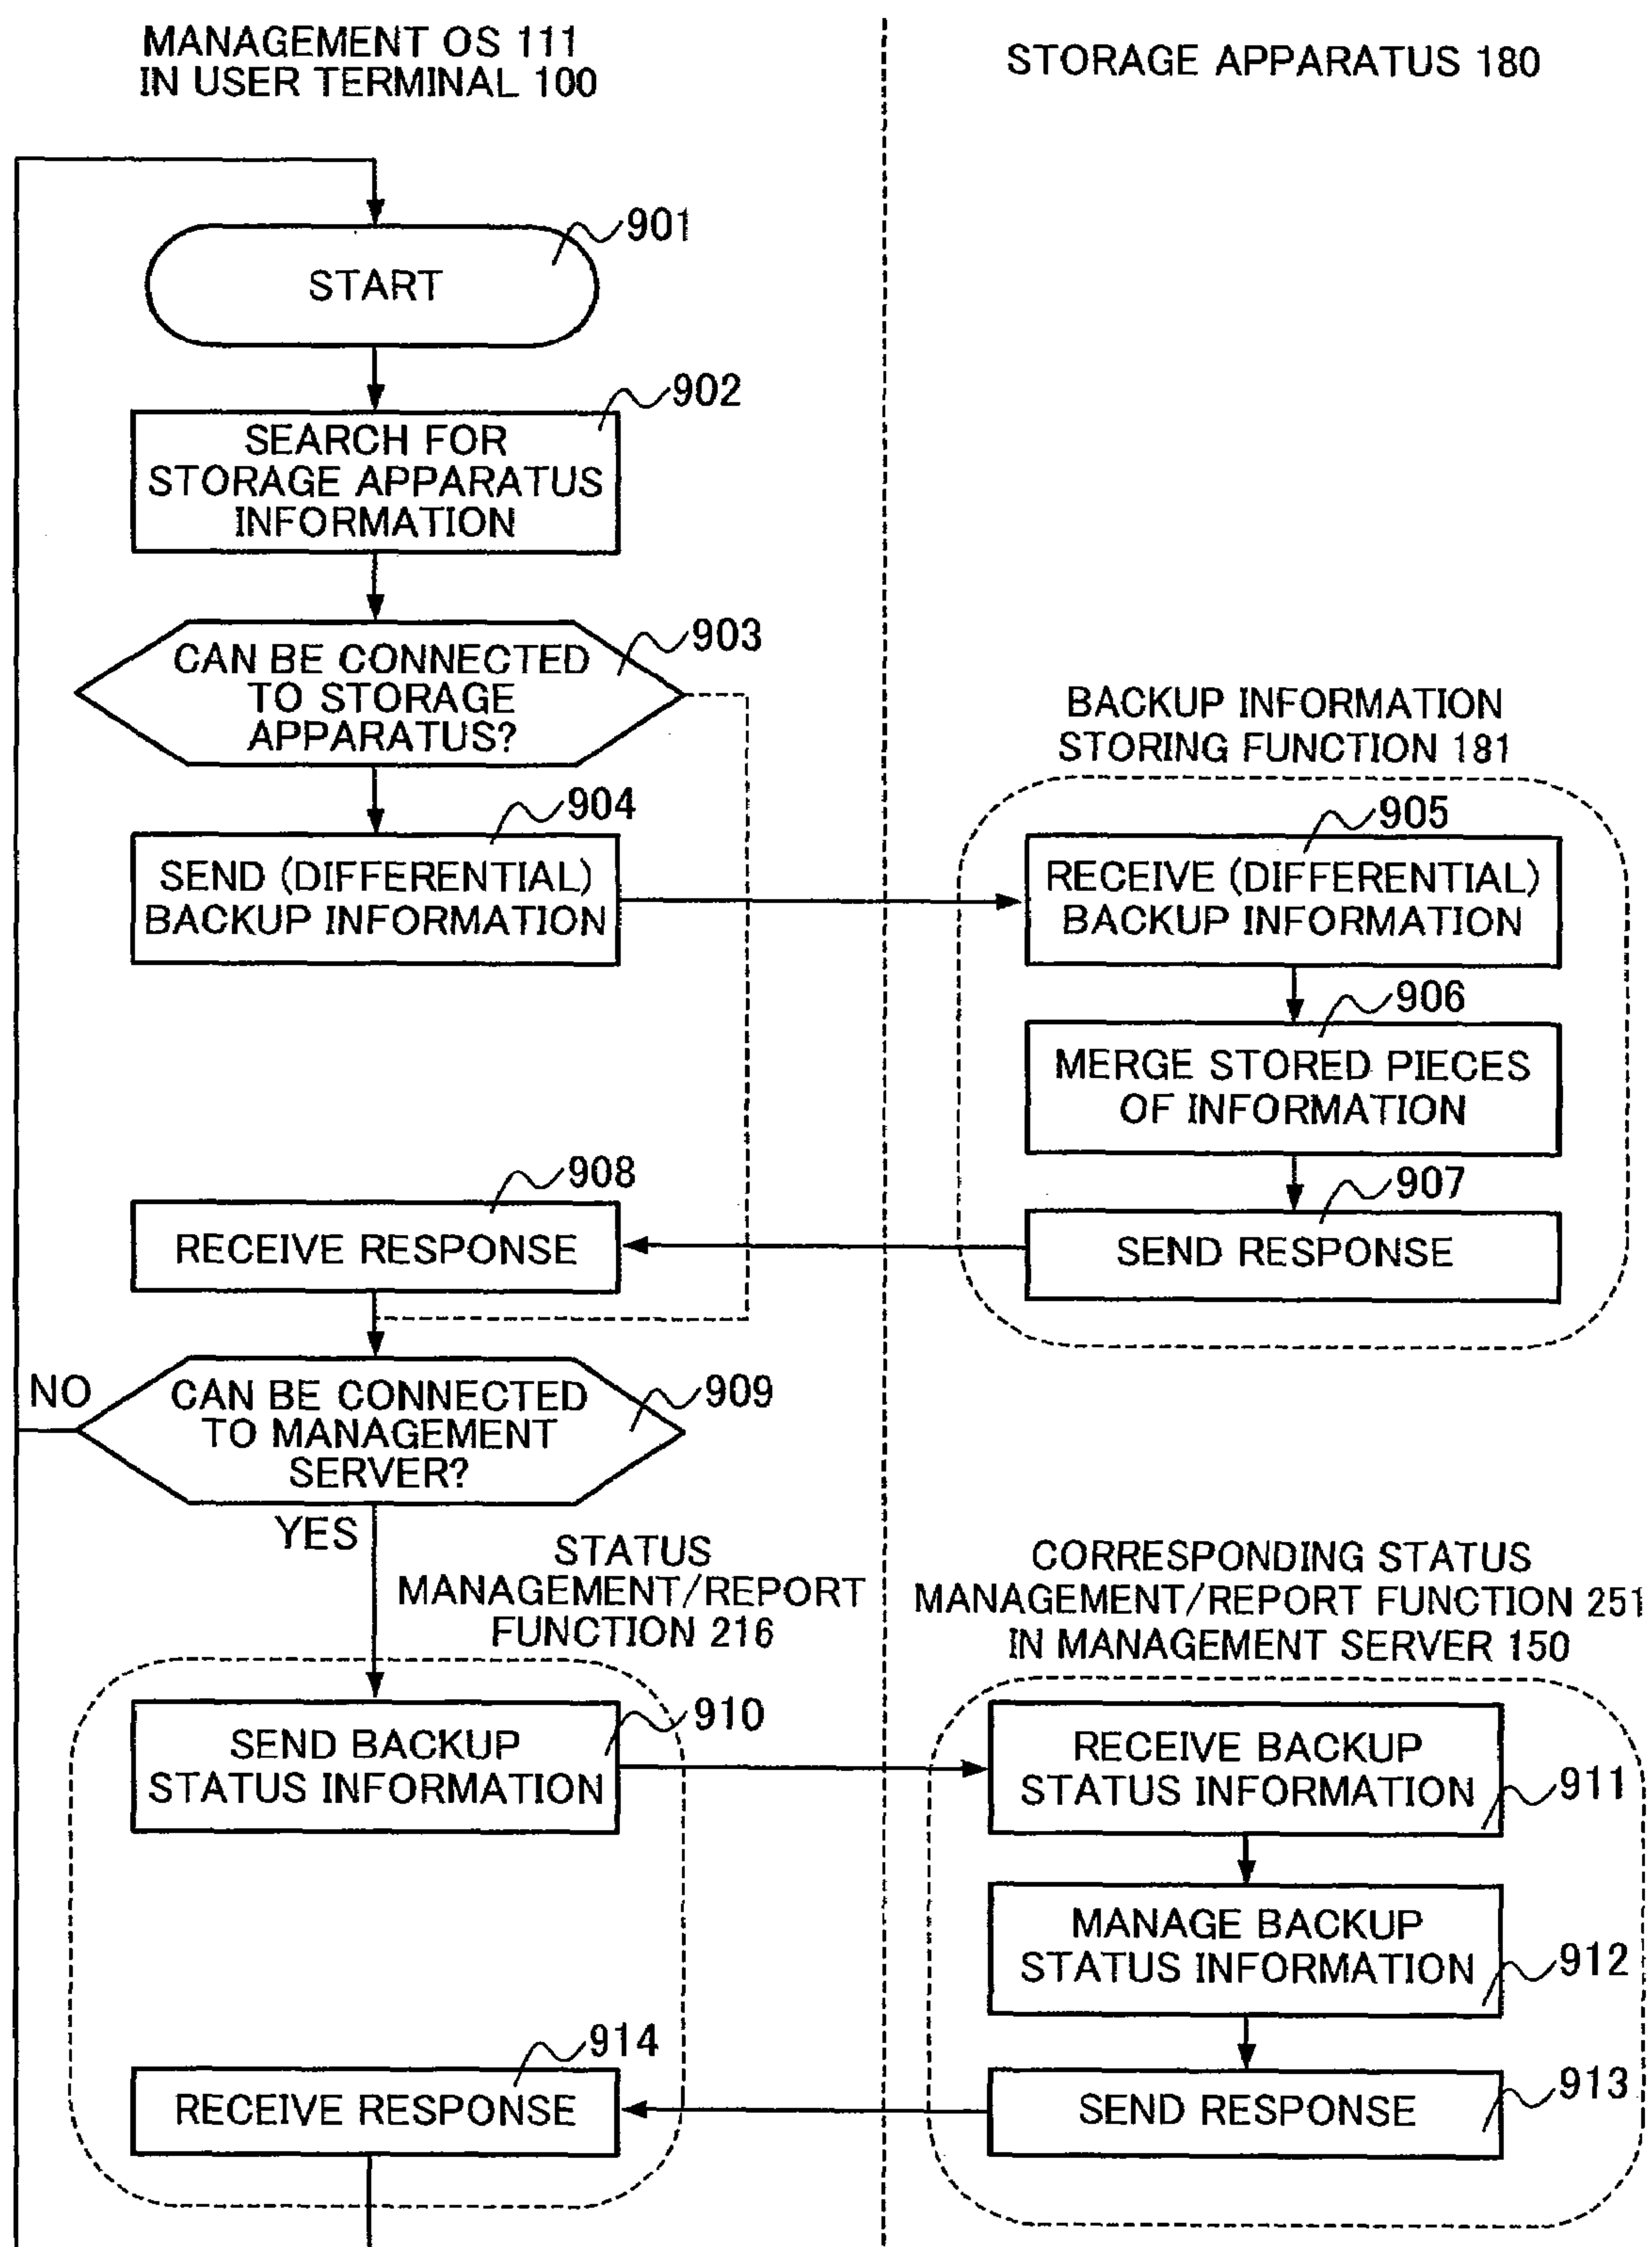 MANAGEMENT OS 111
IN USER TERMINAL 100
STORAGE APPARATUS 180
901
START
902
SEARCH FOR
STORAGE APPARATUS
INFORMATION
903
CAN BE CONNECTED
TO STORAGE
APPARATUS?
BACKUP INFORMATION
STORING FUNCTION 181
904
SEND (DIFFERENTIAL)
BACKUP INFORMATION
905
RECEIVE (DIFFERENTIAL)
BACKUP INFORMATION
906
MERGE STORED PIECES
OF INFORMATION
907
SEND RESPONSE
908
RECEIVE RESPONSE
NO
909
CAN BE CONNECTED
TO MANAGEMENT
SERVER?
YES
STATUS
MANAGEMENT/REPORT
FUNCTION 216
CORRESPONDING STATUS
MANAGEMENT/REPORT FUNCTION 251
IN MANAGEMENT SERVER 150
910
SEND BACKUP
STATUS INFORMATION
RECEIVE BACKUP
STATUS INFORMATION
911
MANAGE BACKUP
STATUS INFORMATION
912
914
RECEIVE RESPONSE
SEND RESPONSE
913